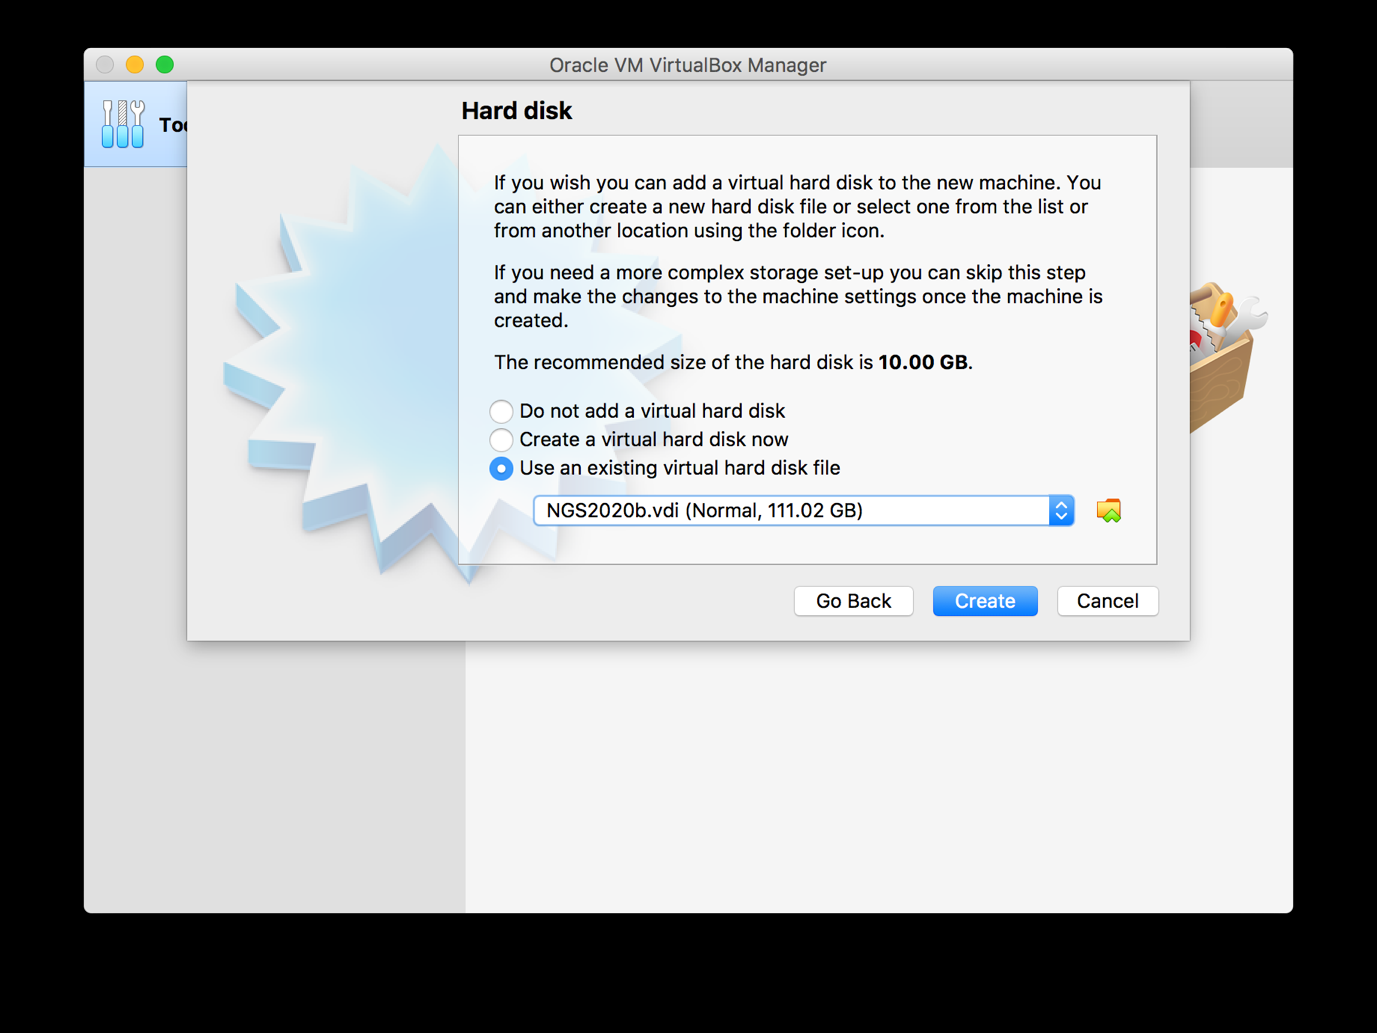 Oracle VM VirtualBox Manager
Too
Hard disk
If you wish you can add a virtual hard disk to the new machine. You
can either create a new hard disk file or select one from the list or
from another location using the folder icon.
If you need a more complex storage set-up you can skip this step
and make the changes to the machine settings once the machine is
created.
The recommended size of the hard disk is 10.00 GB.
Do not add a virtual hard disk
Create a virtual hard disk now
Use an existing virtual hard disk file
NGS2020b.vdi (Normal, 111.02 GB)
Go Back
Create
Cancel